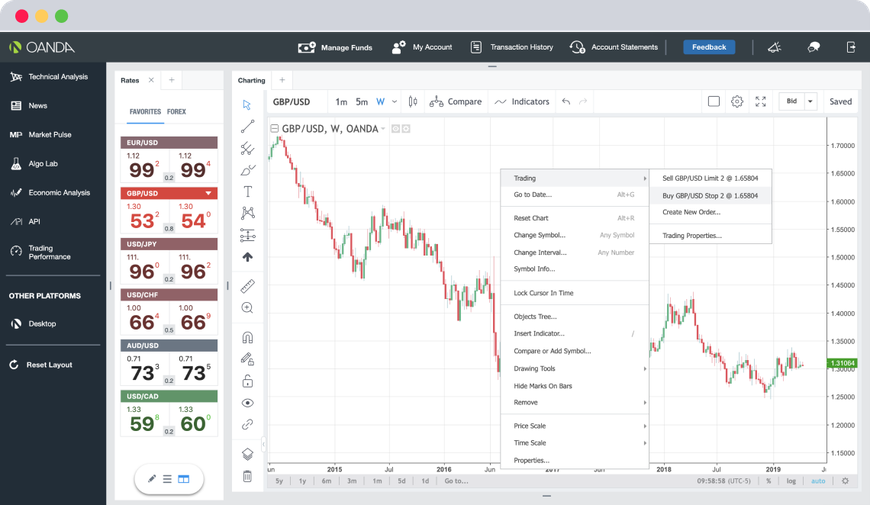 OANDA
Manage Funds
My Account
Transaction History
Account Statements
Feedback
Technical Analysis
News
MP Market Pulse
Algo Lab
Economic Analysis
API
Trading
Performance
OTHER PLATFORMS
Desktop
Reset Layout
Rates
FAVORITES FOREX
EUR/USD
1.12 1.12
99 2 0.2 99 4
GBP/USD
1.30 1.30
53 2 0.8 54 0
USD/JPY
111. 111.
96 0 0.2 96 2
USD/CHF
1.00 1.00
66 4 0.5 66 9
AUD/USD
0.71 0.71
73 3 0.2 73 5
USD/CAD
1.33 1.33
59 8 0.2 60 0
Charting
GBP/USD 1m 5m W Compare Indicators Bid Saved
GBP/USD, W, OANDA
Trading
Go to Date... Alt+G
Reset Chart Alt+R
Change Symbol... Any Symbol
Change Interval... Any Number
Symbol Info...
Lock Cursor In Time
Objects Tree...
Insert Indicator... /
Compare or Add Symbol...
Drawing Tools
Hide Marks On Bars
Remove
Price Scale
Time Scale
Properties...
Sell GBP/USD Limit 2 @ 1.65804
Buy GBP/USD Stop 2 @ 1.65804
Create New Order...
Trading Properties...
1.70000
1.65000
1.60000
1.55000
1.50000
1.45000
1.40000
1.35000
1.31064
1.30000
1.25000
1.20000
1.15000
2015 Jul 2016 2018 Jul 2019
5y 1y 6m 3m 1m 5d 1d Go to...
09:58:58 (UTC-5) % log auto